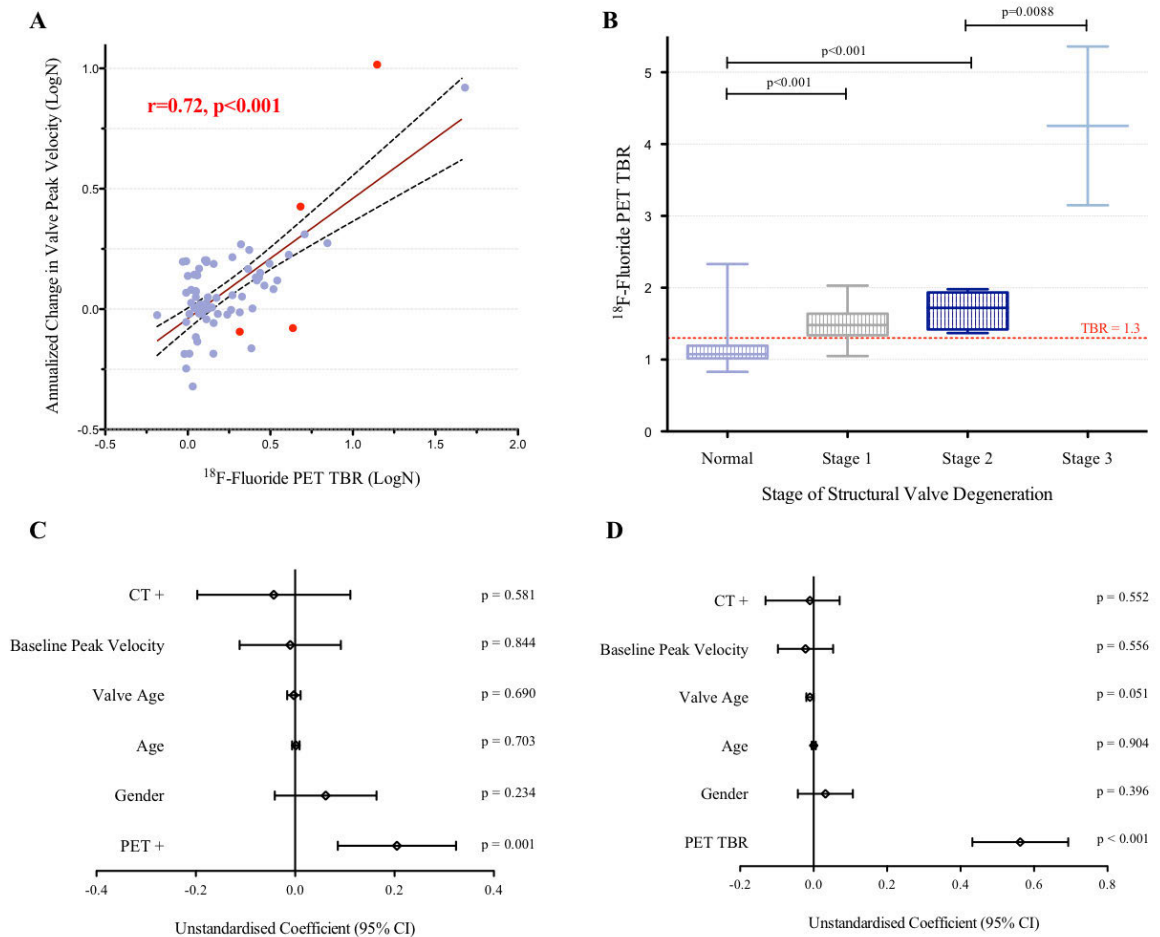 A
Annualized Change in Valve Peak Velocity (LogN)
1.0
0.5
0.0
-0.5
r=0.72, p<0.001
-0.5 0.0 0.5 1.0 1.5 2.0
18F-Fluoride PET TBR (LogN)
B
18F-Fluoride PET TBR
5
4
3
2
1
0
p=0.0088
p<0.001
p<0.001
TBR = 1.3
Normal Stage 1 Stage 2 Stage 3
Stage of Structural Valve Degeneration
C
CT + p = 0.581
Baseline Peak Velocity p = 0.844
Valve Age p = 0.690
Age p = 0.703
Gender p = 0.234
PET + p = 0.001
-0.4 -0.2 0.0 0.2 0.4
Unstandardised Coefficient (95% CI)
D
CT + p = 0.552
Baseline Peak Velocity p = 0.556
Valve Age p = 0.051
Age p = 0.904
Gender p = 0.396
PET TBR p < 0.001
-0.2 0.0 0.2 0.4 0.6 0.8
Unstandardised Coefficient (95% CI)